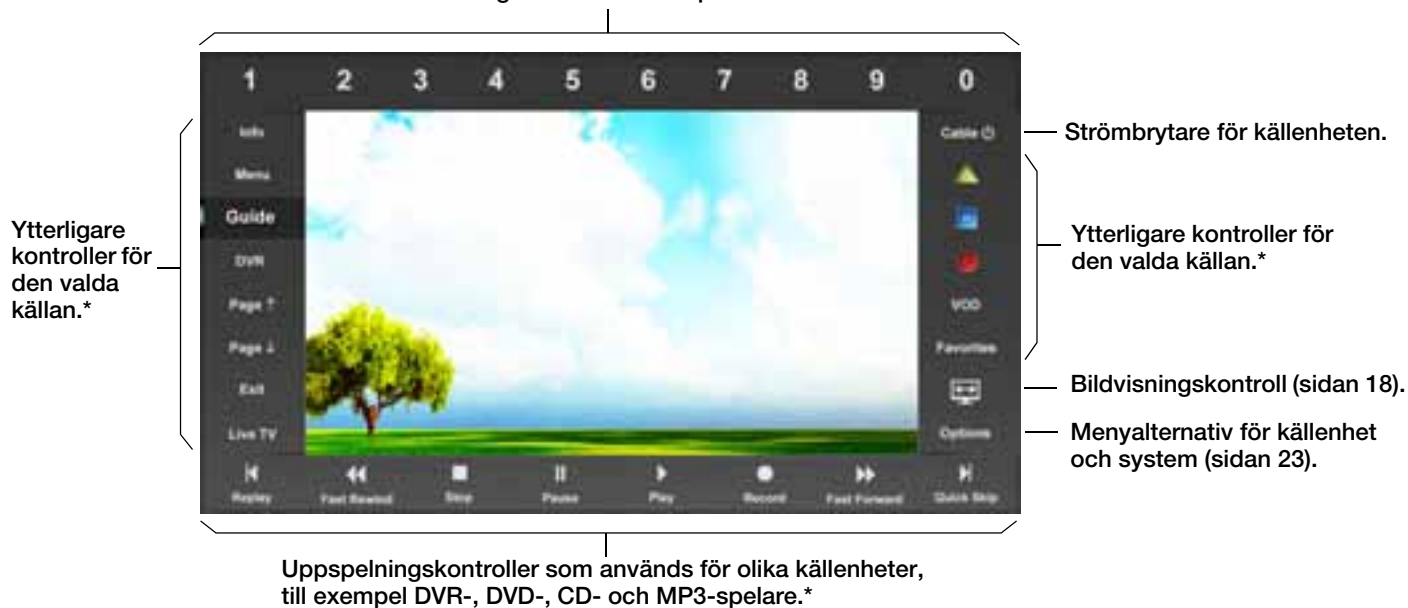 1 2 3 4 5 6 7 8 9 0
Info
Menu
Guide
DVR
Page ↑
Page ↓
Exit
Live TV
Cable
VOD
Favorites
Options
Replay
Fast Rewind
Stop
Pause
Play
Record
Fast Forward
Quick Skip
Ytterligare
kontroller för
den valda
källan.*
Strömbrytare för källenheten.
Ytterligare kontroller för
den valda källan.*
Bildvisningskontroll (sidan 18).
Menyalternativ för källenhet
och system (sidan 23).
Uppspelningskontroller som används för olika källenheter,
till exempel DVR-, DVD-, CD- och MP3-spelare.*